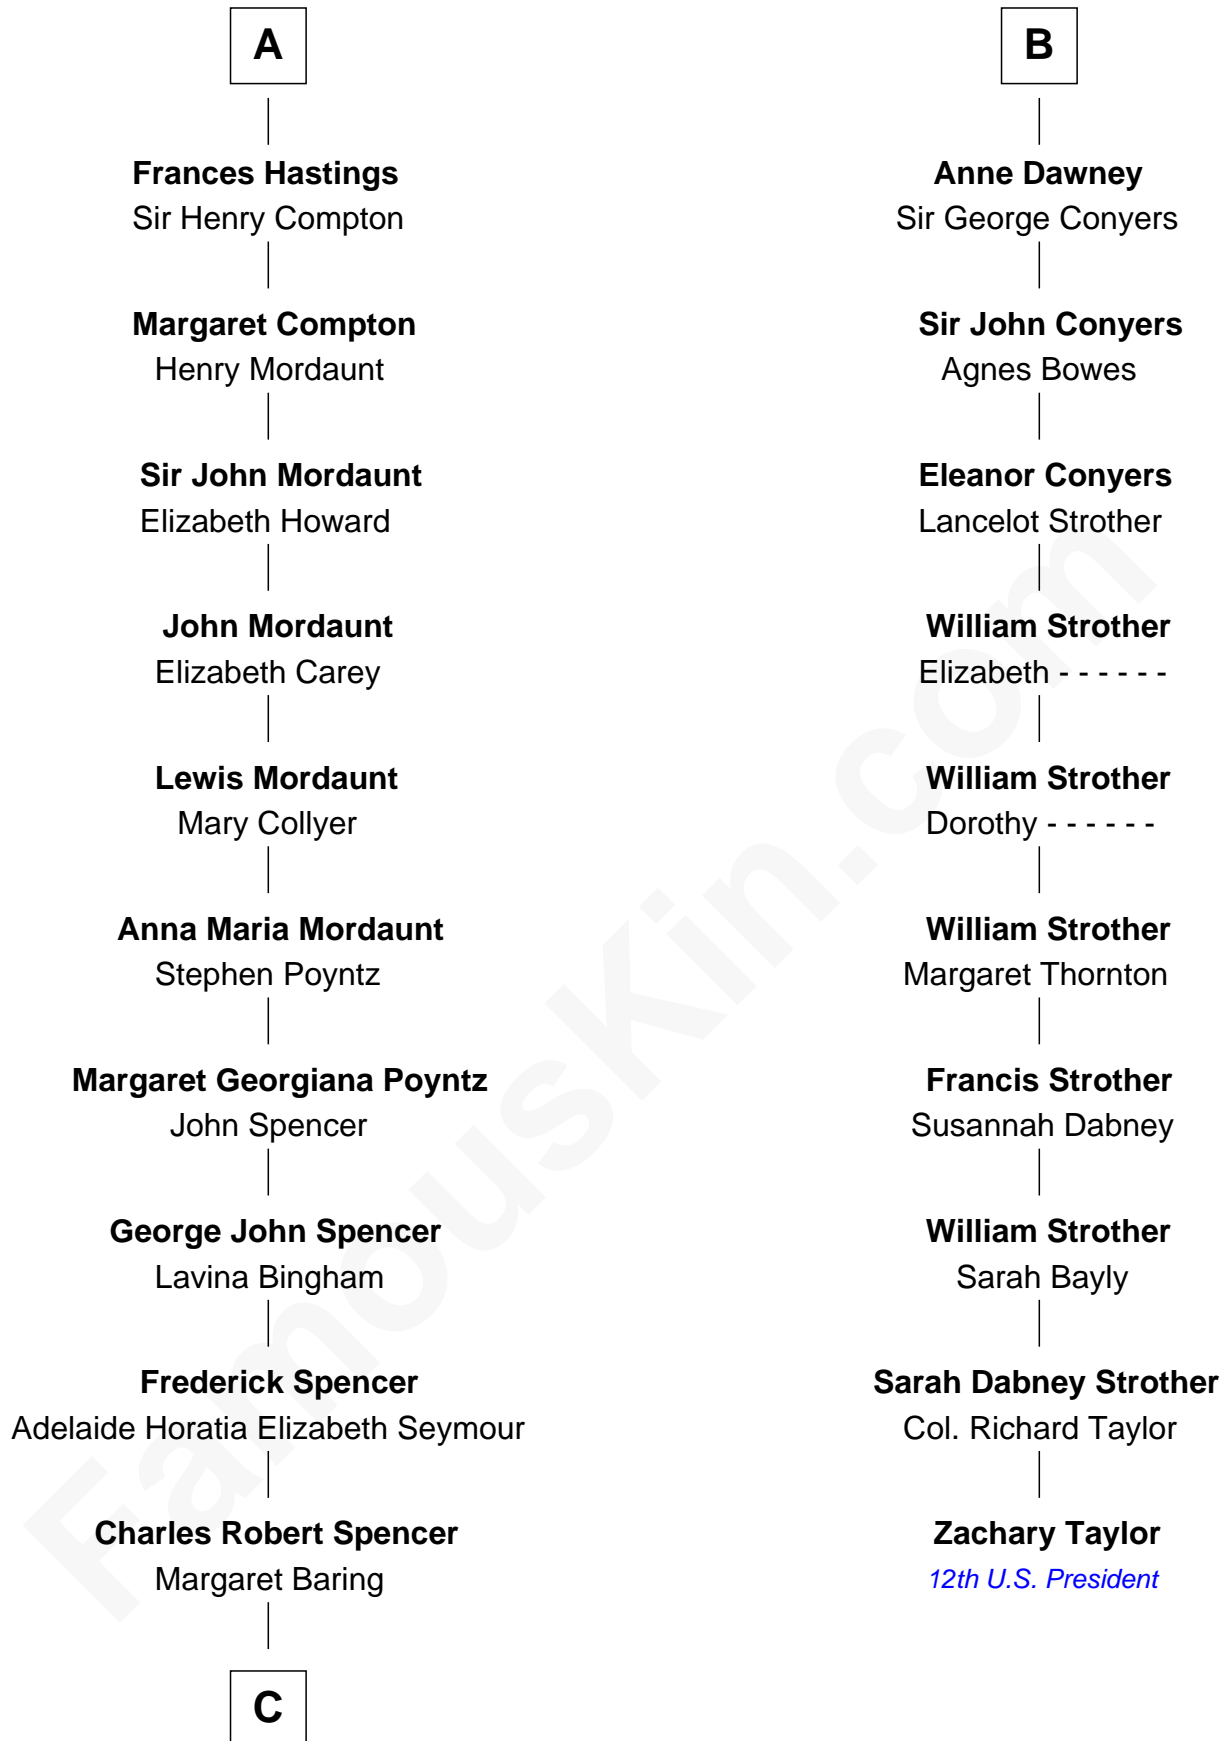 A
Frances Hastings
Sir Henry Compton
Margaret Compton
Henry Mordaunt
Sir John Mordaunt
Elizabeth Howard
John Mordaunt
Elizabeth Carey
Lewis Mordaunt
Mary Collyer
Anna Maria Mordaunt
Stephen Poyntz
Margaret Georgiana Poyntz
John Spencer
George John Spencer
Lavina Bingham
Frederick Spencer
Adelaide Horatia Elizabeth Seymour
Charles Robert Spencer
Margaret Baring
C
B
Anne Dawney
Sir George Conyers
Sir John Conyers
Agnes Bowes
Eleanor Conyers
Lancelot Strother
William Strother
Elizabeth - - - - - -
William Strother
Dorothy - - - - - -
William Strother
Margaret Thornton
Francis Strother
Susannah Dabney
William Strother
Sarah Bayly
Sarah Dabney Strother
Col. Richard Taylor
Zachary Taylor
12th U.S. President
FamousKin.com